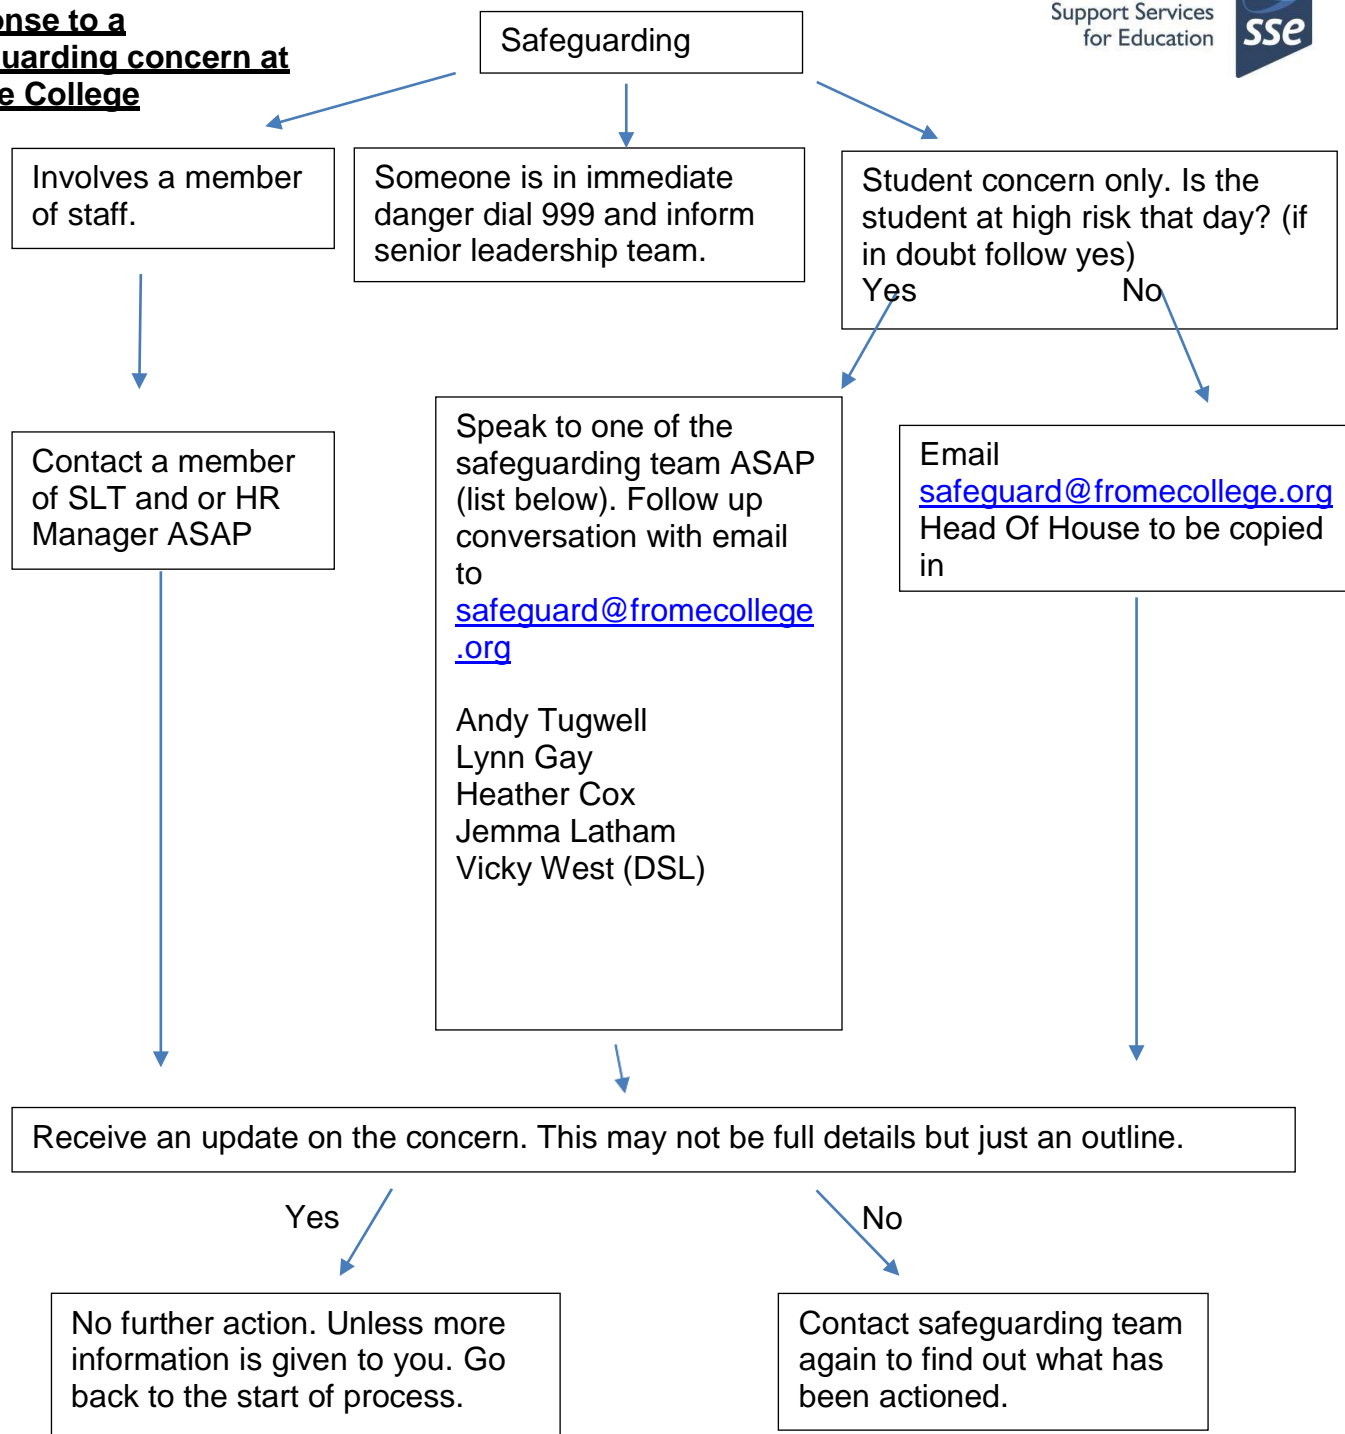 onse to a
uarding concern at
e College
Support Services
for Education
sse
Safeguarding
Involves a member
of staff.
Someone is in immediate
danger dial 999 and inform
senior leadership team.
Student concern only. Is the
student at high risk that day? (if
in doubt follow yes)
Yes No
Contact a member
of SLT and or HR
Manager ASAP
Speak to one of the
safeguarding team ASAP
(list below). Follow up
conversation with email
to
safeguard@fromecollege
.org
Andy Tugwell
Lynn Gay
Heather Cox
Jemma Latham
Vicky West (DSL)
Email
safeguard@fromecollege.org
Head Of House to be copied
in
Receive an update on the concern. This may not be full details but just an outline.
Yes
No
No further action. Unless more
information is given to you. Go
back to the start of process.
Contact safeguarding team
again to find out what has
been actioned.